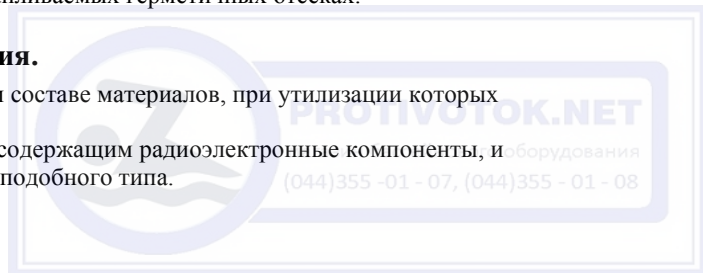 отапливаемых герметичных отсеках.
ия.
составе материалов, при утилизации которых
PROTIVOTOK.NET
содержащим радиоэлектронные компоненты, и
оборудования
подобного типа.
(044)355 -01 - 07, (044)355 - 01 - 08